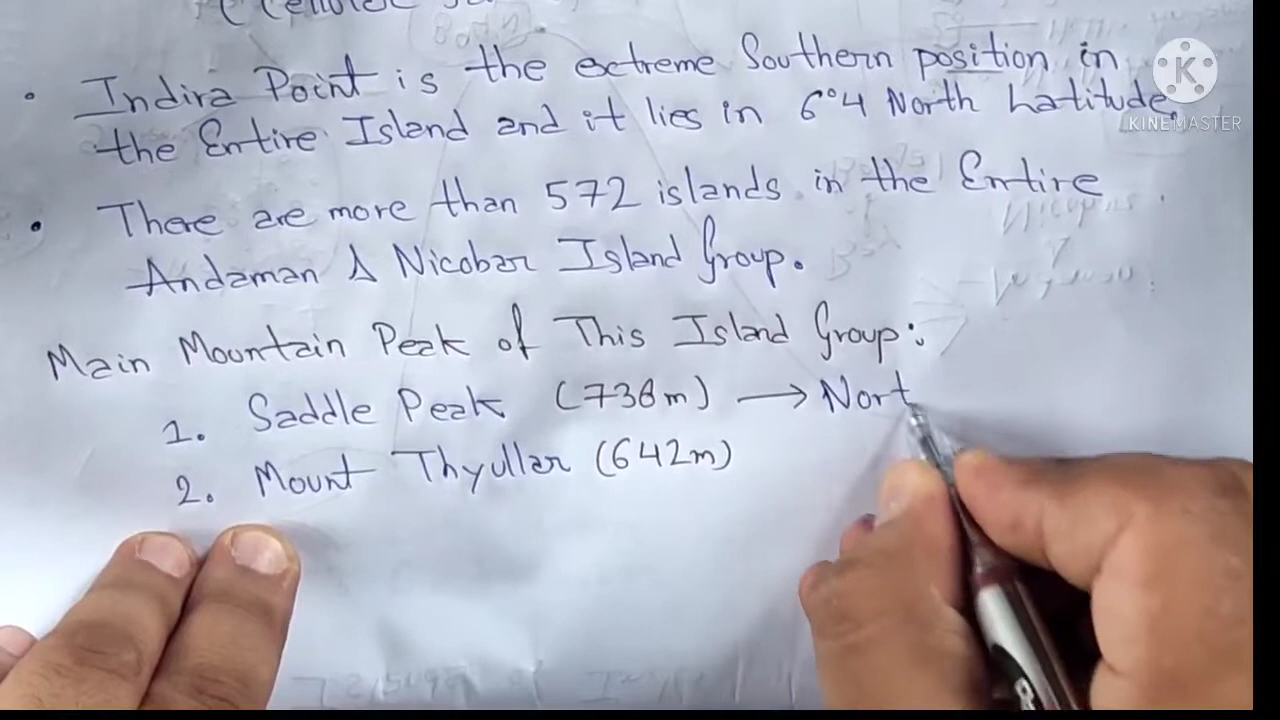 Indira Point is the extreme Southern position in
the Entire Island and it lies in 6°4 North Latitude.
There are more than 572 islands in the Entire
Andaman & Nicobar Island Group.
Main Mountain Peak of This Island Group:
1. Saddle Peak (738m) → Nort
2. Mount Thyullar (642m)
KINEMASTER